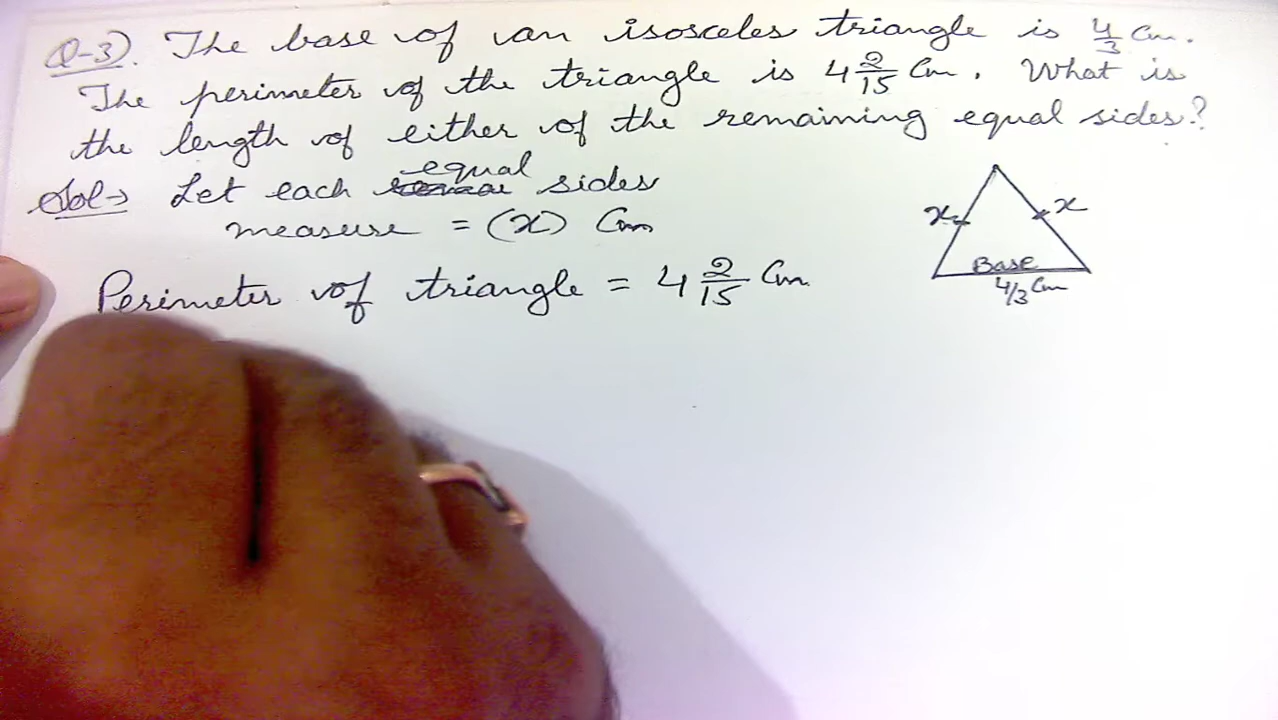 Q-3). The base of an isosceles triangle is 4/3 Cm.
The perimeter of the triangle is 4 2/15 Cm. What is
the length of either of the remaining equal sides?
Sol→ Let each equal sides
measure = (x) Cm
Perimeter of triangle = 4 2/15 Cm.
x x
Base
4/3 Cm